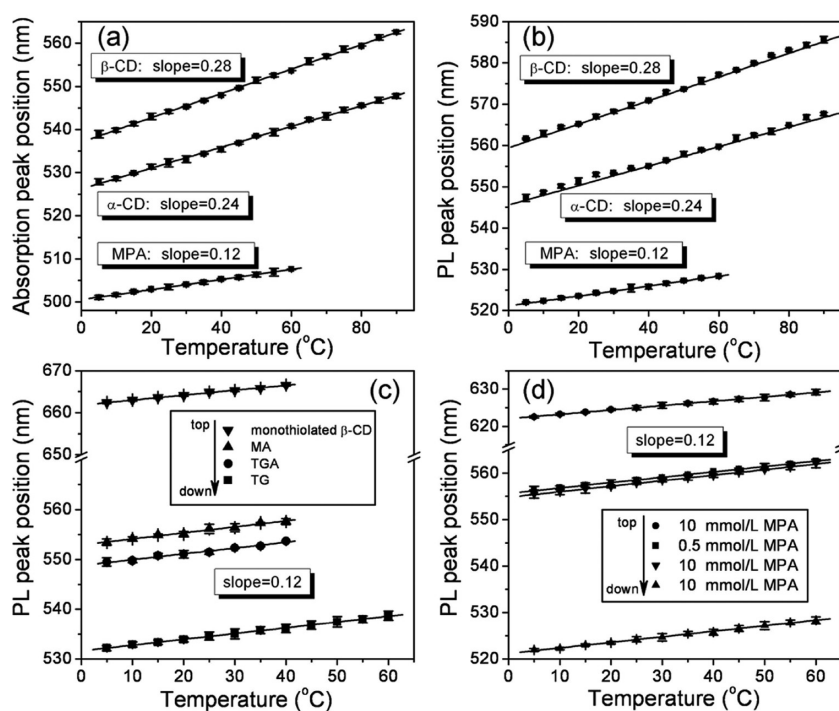 (a)
Absorption peak position (nm)
560
550
540
530
520
510
500
β-CD: slope=0.28
α-CD: slope=0.24
MPA: slope=0.12
0 20 40 60 80
Temperature (°C)
(b)
PL peak position (nm)
590
580
570
560
550
540
530
520
β-CD: slope=0.28
α-CD: slope=0.24
MPA: slope=0.12
0 20 40 60 80
Temperature (°C)
(c)
PL peak position (nm)
670
660
650
560
550
540
530
top
down
monothiolated β-CD
MA
TGA
TG
slope=0.12
0 10 20 30 40 50 60
Temperature (°C)
(d)
PL peak position (nm)
630
620
560
550
530
520
slope=0.12
top
down
10 mmol/L MPA
0.5 mmol/L MPA
10 mmol/L MPA
10 mmol/L MPA
0 10 20 30 40 50 60
Temperature (°C)